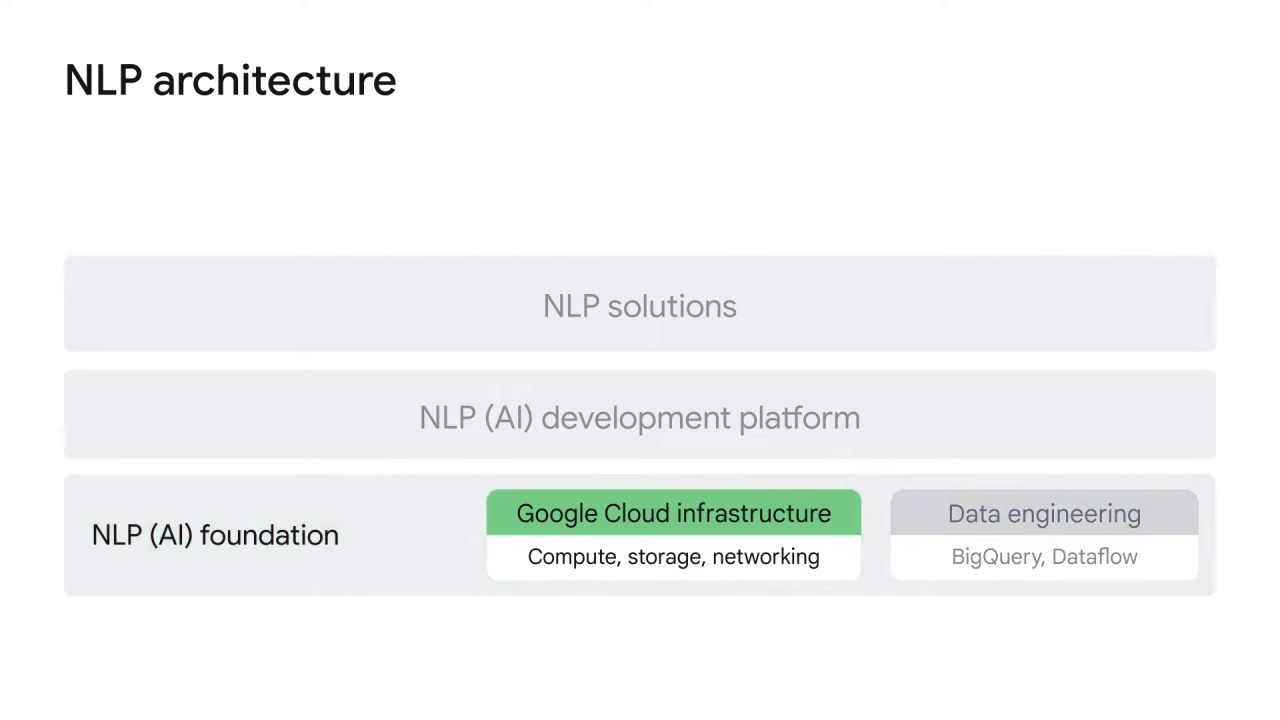 NLP architecture
NLP solutions
NLP (AI) development platform
NLP (AI) foundation
Google Cloud infrastructure
Compute, storage, networking
Data engineering
BigQuery, Dataflow